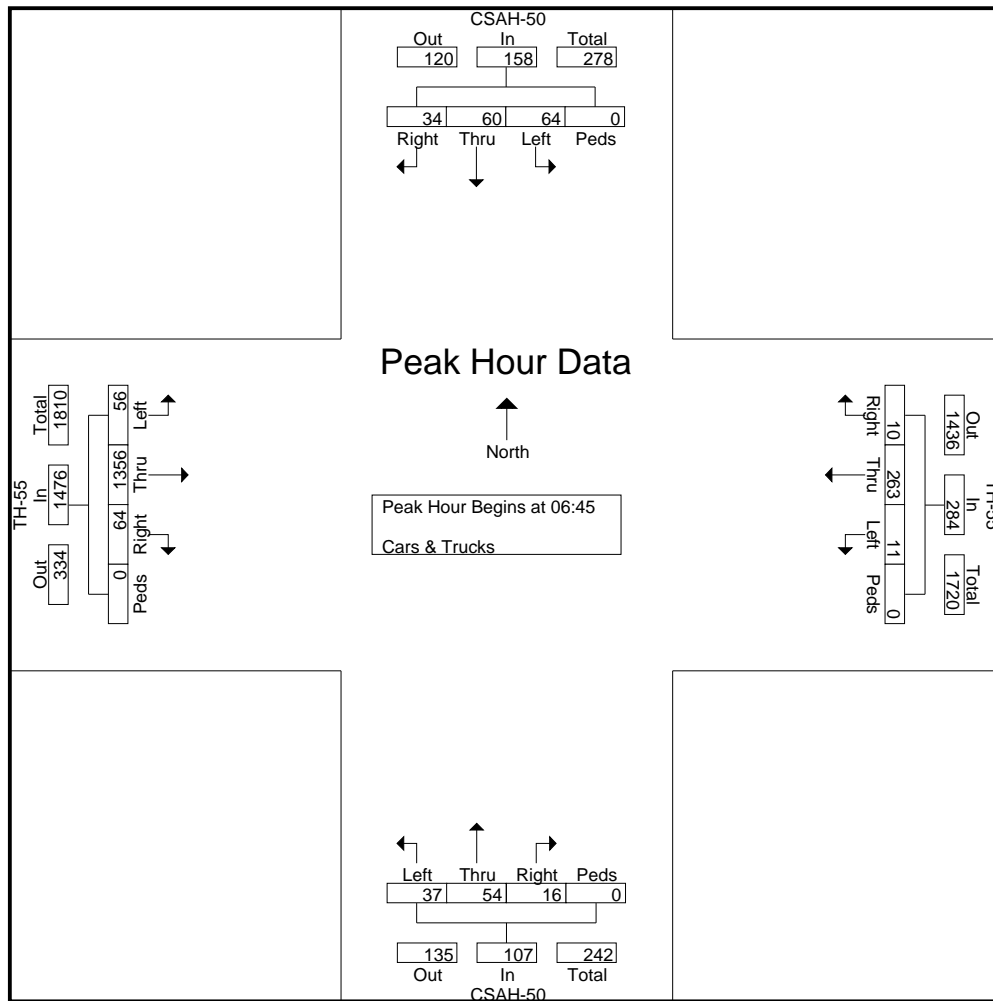 CSAH-50
Out In Total
120 158 278
34 60 64 0
Right Thru Left Peds
Peak Hour Data
North
Peak Hour Begins at 06:45
Cars & Trucks
TH-55
Total In Out
1810 1476 334
56 1356 64 0
Left Thru Right Peds
TH-55
Out In Total
1436 284 1720
10 263 11 0
Right Thru Left Peds
Left Thru Right Peds
37 54 16 0
135 107 242
Out In Total
CSAH-50